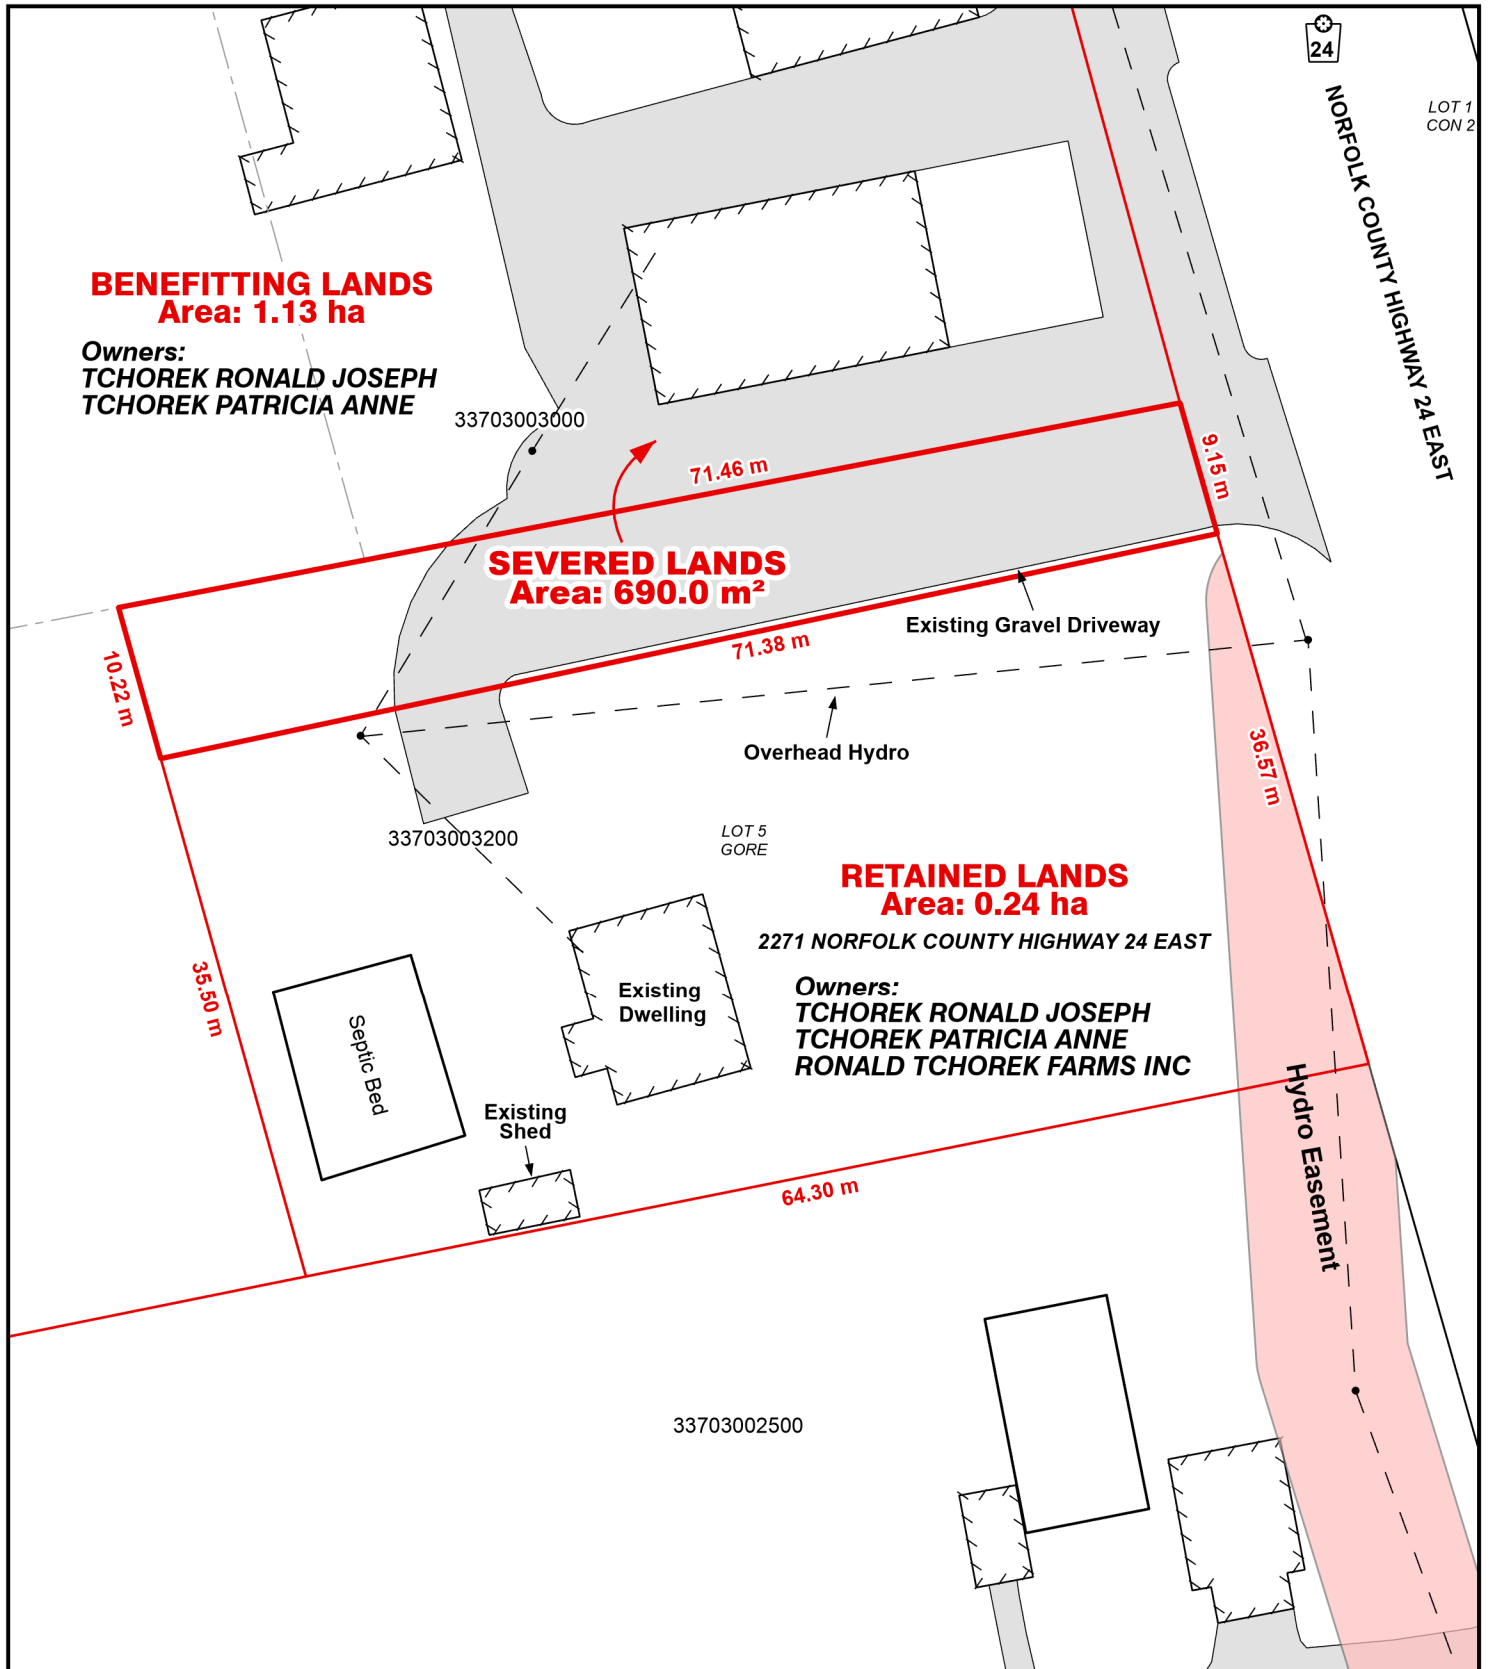 24
NORFOLK COUNTY HIGHWAY 24 EAST
LOT 1
CON 2
BENEFITTING LANDS
Area: 1.13 ha
Owners:
TCHOREK RONALD JOSEPH
TCHOREK PATRICIA ANNE
33703003000
71.46 m
9.15 m
SEVERED LANDS
Area: 690.0 m²
Existing Gravel Driveway
71.38 m
10.22 m
Overhead Hydro
36.57 m
33703003200
LOT 5
GORE
RETAINED LANDS
Area: 0.24 ha
2271 NORFOLK COUNTY HIGHWAY 24 EAST
Owners:
TCHOREK RONALD JOSEPH
TCHOREK PATRICIA ANNE
RONALD TCHOREK FARMS INC
35.50 m
Existing
Dwelling
Septic Bed
Existing
Shed
Hydro Easement
64.30 m
33703002500